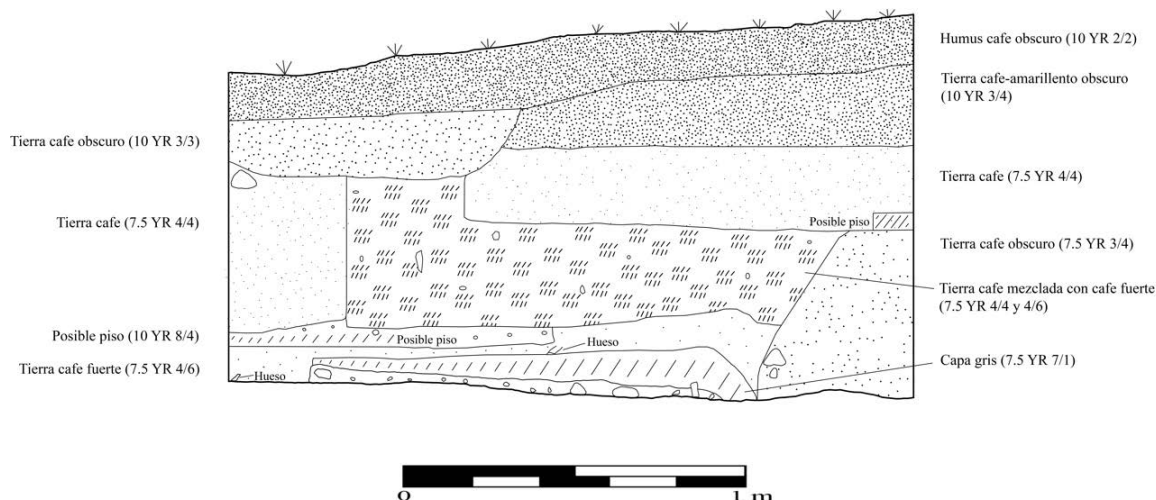 Humus cafe obscuro (10 YR 2/2)
Tierra cafe-amarillento obscuro
(10 YR 3/4)
Tierra cafe obscuro (10 YR 3/3)
Tierra cafe (7.5 YR 4/4)
Tierra cafe (7.5 YR 4/4)
Posible piso
Tierra cafe obscuro (7.5 YR 3/4)
Tierra cafe mezclada con cafe fuerte
(7.5 YR 4/4 y 4/6)
Posible piso (10 YR 8/4)
Posible piso
Hueso
Capa gris (7.5 YR 7/1)
Tierra cafe fuerte (7.5 YR 4/6)
Hueso
1 m